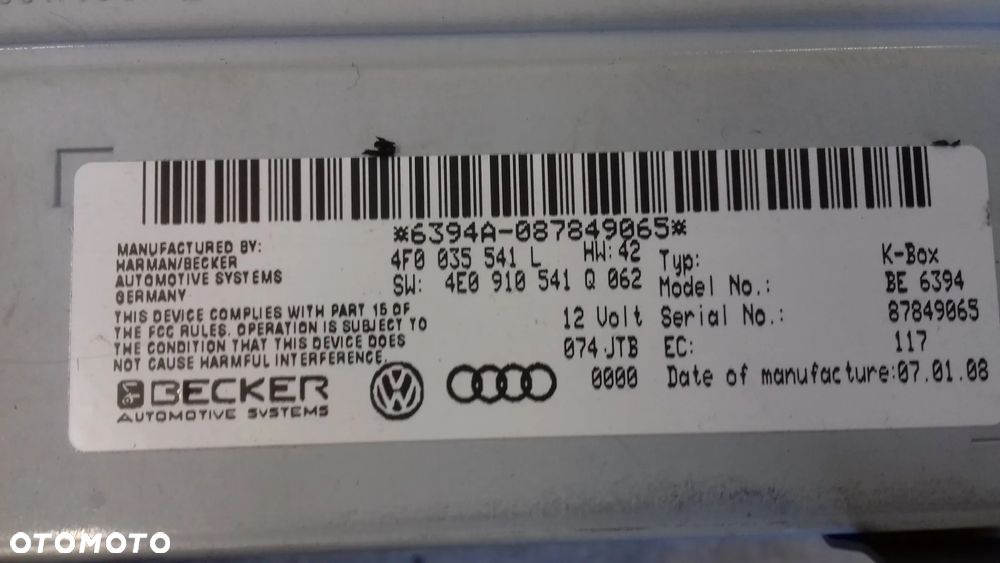 *6394A-087849065*
MANUFACTURED BY:
HARMAN/BECKER
AUTOMOTIVE SYSTEMS
GERMANY
4F0 035 541 L HW: 42
SW: 4E0 910 541 Q 062
Typ: K-Box
Model No.: BE 6394
THIS DEVICE COMPLIES WITH PART 15 OF
THE FCC RULES. OPERATION IS SUBJECT TO
THE CONDITION THAT THIS DEVICE DOES
NOT CAUSE HARMFUL INTERFERENCE.
12 Volt
Serial No.: 87849065
074 JTB
EC: 117
0000
Date of manufacture:07.01.08
BECKER
AUTOMOTIVE SYSTEMS
OTOMOTO